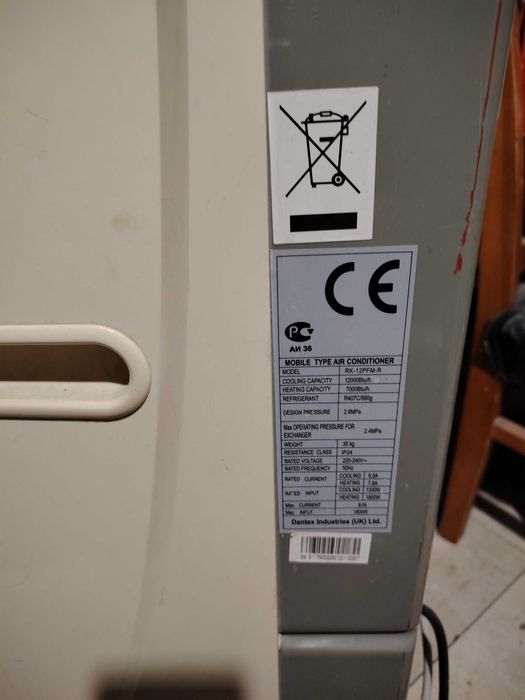 CE
РСТ
АИ 36
MOBILE TYPE AIR CONDITIONER
MODEL RK-12PFM-R
COOLING CAPACITY 12000Btu/h
HEATING CAPACITY 7000Btu/h
REFRIGERANT R407C/560g
DESIGN PRESSURE 2.6MPa
Max.OPERATING PRESSURE FOR
EXCHANGER 2.4MPa
WEIGHT 35 kg
RESISTANCE CLASS IP24
RATED VOLTAGE 220-240V~
RATED FREQUENCY 50Hz
RATED CURRENT COOLING 6.0A
HEATING 7.8A
RATED INPUT COOLING 1330W
HEATING 1800W
Max. CURRENT 9.0A
Max. INPUT 1800W
Dantex Industries (UK) Ltd.